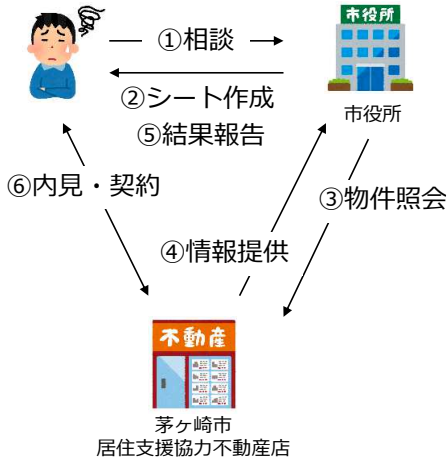 ①相談
市役所
②シート作成
⑤結果報告
市役所
⑥内見・契約
③物件照会
④情報提供
不動産
茅ヶ崎市
居住支援協力不動産店